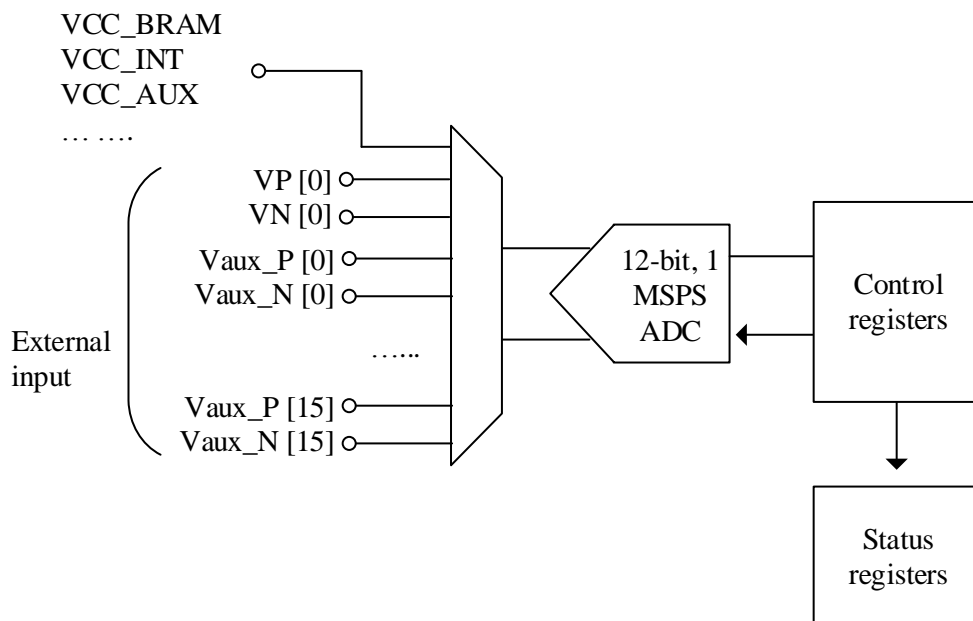 VCC_BRAM
VCC_INT
VCC_AUX
… ….
VP [0]
VN [0]
Vaux_P [0]
Vaux_N [0]
…...
Vaux_P [15]
Vaux_N [15]
External
input
12-bit, 1
MSPS
ADC
Control
registers
Status
registers